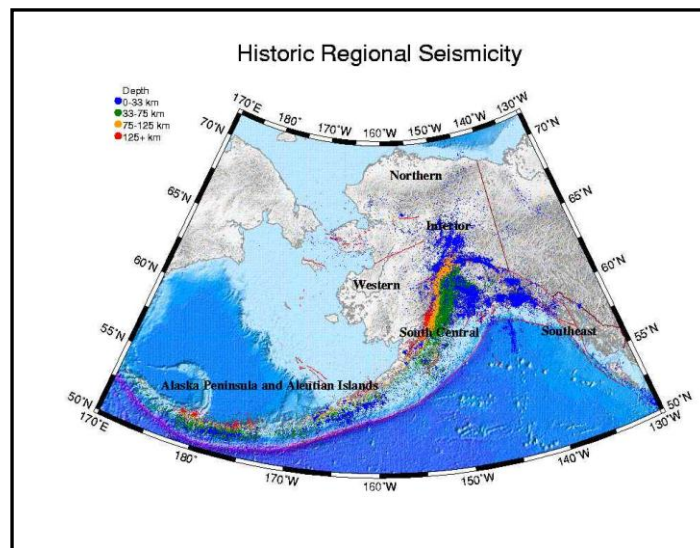 Historic Regional Seismicity
Depth
0-33 km
33-75 km
75-125 km
125+ km
170˚E
180˚
170˚W
160˚W
150˚W
140˚W
130˚W
70˚N
70˚N
65˚N
65˚N
60˚N
60˚N
55˚N
55˚N
50˚N
50˚N
Northern
Interior
Western
South Central
Southeast
Alaska Peninsula and Aleutian Islands
170˚E
180˚
170˚W
160˚W
150˚W
140˚W
130˚W